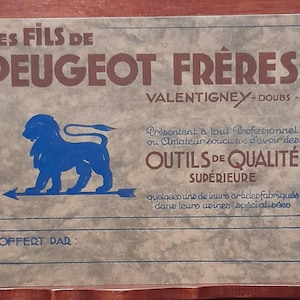 LES FILS DE
PEUGEOT FRÈRES
VALENTIGNEY - DOUBS -
Présentent à tout Professionnel
ou Amateur soucieux d'avoir des
OUTILS DE QUALITÉ
SUPÉRIEURE
quelques uns de leurs articles fabriqués
dans leurs usines spécialisées
OFFERT PAR :